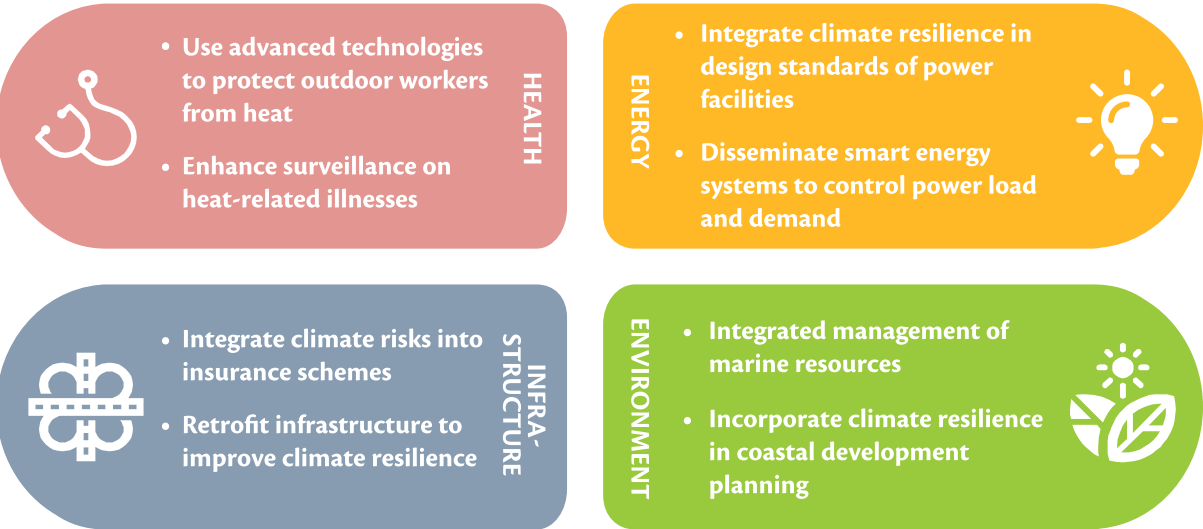 HEALTH
• Use advanced technologies
to protect outdoor workers
from heat
• Enhance surveillance on
heat-related illnesses
ENERGY
• Integrate climate resilience in
design standards of power
facilities
• Disseminate smart energy
systems to control power load
and demand
INFRA-
STRUCTURE
• Integrate climate risks into
insurance schemes
• Retrofit infrastructure to
improve climate resilience
ENVIRONMENT
• Integrated management of
marine resources
• Incorporate climate resilience
in coastal development
planning